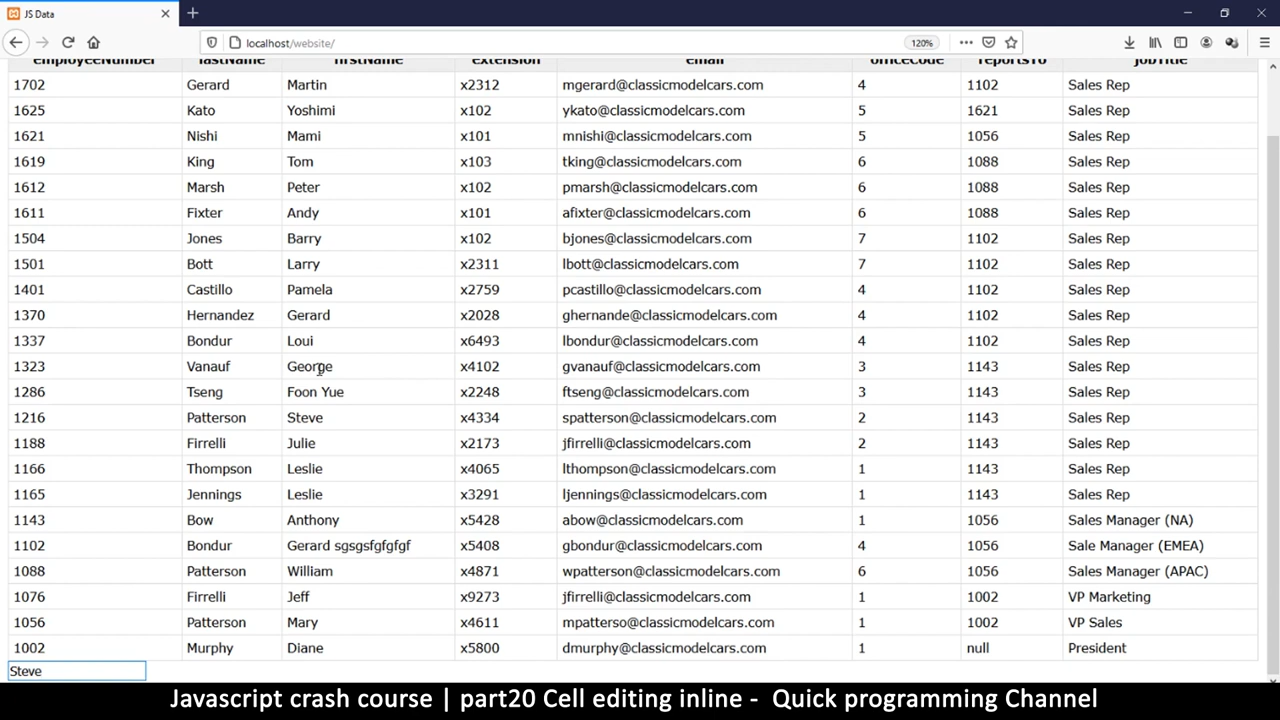 JS Data
localhost/website/
120%
employeeNumber lastName firstName extension email officeCode reportsTo jobTitle
1702 Gerard Martin x2312 mgerard@classicmodelcars.com 4 1102 Sales Rep
1625 Kato Yoshimi x102 ykato@classicmodelcars.com 5 1621 Sales Rep
1621 Nishi Mami x101 mnishi@classicmodelcars.com 5 1056 Sales Rep
1619 King Tom x103 tking@classicmodelcars.com 6 1088 Sales Rep
1612 Marsh Peter x102 pmarsh@classicmodelcars.com 6 1088 Sales Rep
1611 Fixter Andy x101 afixter@classicmodelcars.com 6 1088 Sales Rep
1504 Jones Barry x102 bjones@classicmodelcars.com 7 1102 Sales Rep
1501 Bott Larry x2311 lbott@classicmodelcars.com 7 1102 Sales Rep
1401 Castillo Pamela x2759 pcastillo@classicmodelcars.com 4 1102 Sales Rep
1370 Hernandez Gerard x2028 ghernande@classicmodelcars.com 4 1102 Sales Rep
1337 Bondur Loui x6493 lbondur@classicmodelcars.com 4 1102 Sales Rep
1323 Vanauf George x4102 gvanauf@classicmodelcars.com 3 1143 Sales Rep
1286 Tseng Foon Yue x2248 ftseng@classicmodelcars.com 3 1143 Sales Rep
1216 Patterson Steve x4334 spatterson@classicmodelcars.com 2 1143 Sales Rep
1188 Firrelli Julie x2173 jfirrelli@classicmodelcars.com 2 1143 Sales Rep
1166 Thompson Leslie x4065 lthompson@classicmodelcars.com 1 1143 Sales Rep
1165 Jennings Leslie x3291 ljennings@classicmodelcars.com 1 1143 Sales Rep
1143 Bow Anthony x5428 abow@classicmodelcars.com 1 1056 Sales Manager (NA)
1102 Bondur Gerard sgsgsfgfgfgf x5408 gbondur@classicmodelcars.com 4 1056 Sale Manager (EMEA)
1088 Patterson William x4871 wpatterson@classicmodelcars.com 6 1056 Sales Manager (APAC)
1076 Firrelli Jeff x9273 jfirrelli@classicmodelcars.com 1 1002 VP Marketing
1056 Patterson Mary x4611 mpatterso@classicmodelcars.com 1 1002 VP Sales
1002 Murphy Diane x5800 dmurphy@classicmodelcars.com 1 null President
Steve
Javascript crash course | part20 Cell editing inline - Quick programming Channel